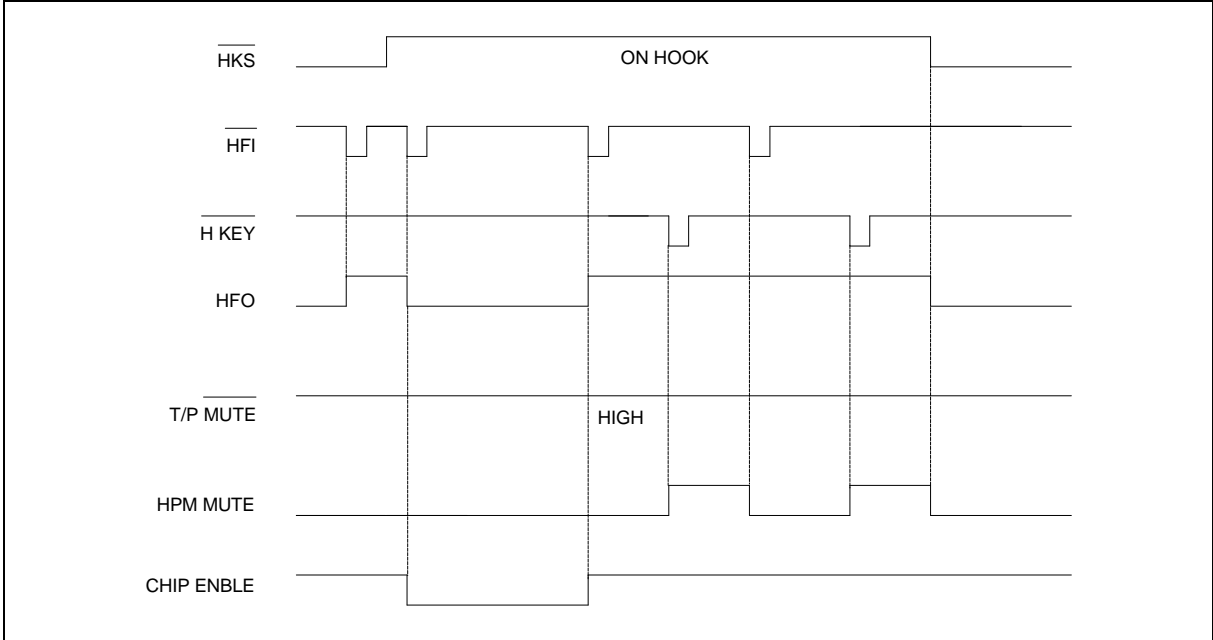 HKS
ON HOOK
HFI
H KEY
HFO
T/P MUTE
HIGH
HPM MUTE
CHIP ENBLE